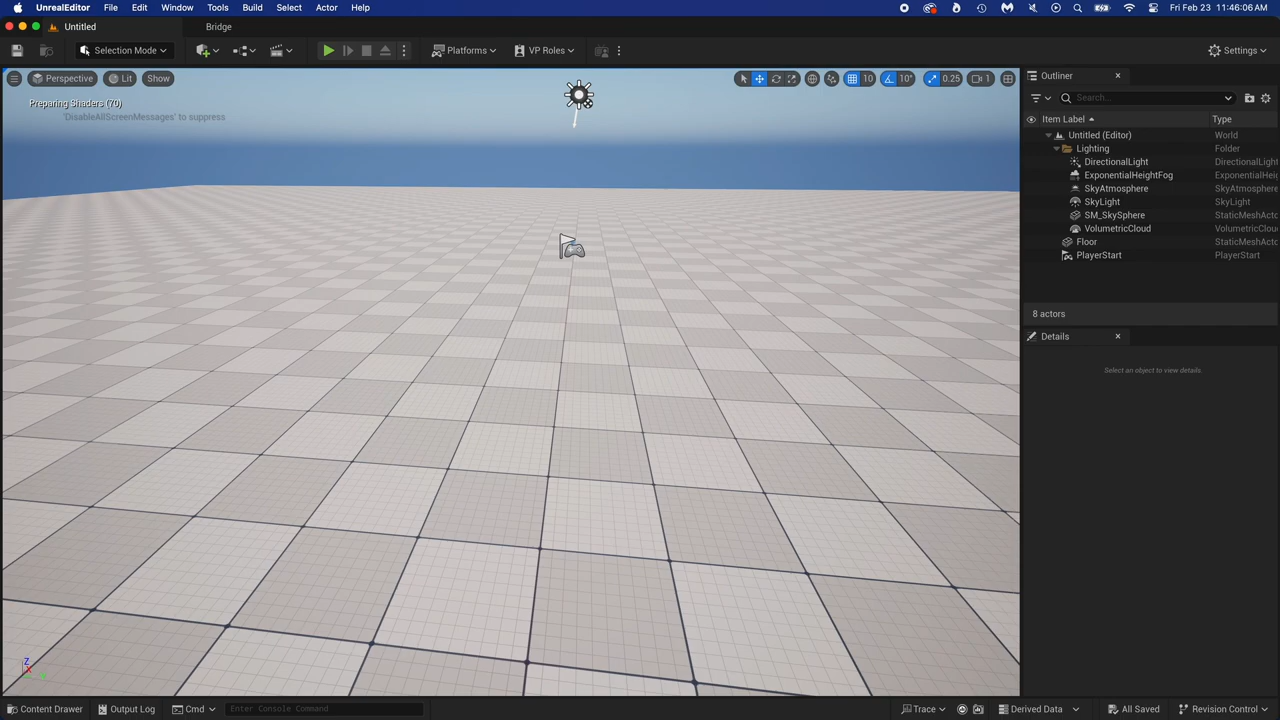 UnrealEditor File Edit Window Tools Build Select Actor Help Fri Feb 23 11:46:06 AM
Untitled Bridge
Selection Mode Platforms VP Roles Settings
Perspective Lit Show 10 10° 0.25 1
Preparing Shaders (70)
'DisableAllScreenMessages' to suppress
Outliner
Search...
Item Label Type
Untitled (Editor) World
Lighting Folder
DirectionalLight DirectionalLight
ExponentialHeightFog ExponentialHeig
SkyAtmosphere SkyAtmosphere
SkyLight SkyLight
SM_SkySphere StaticMeshActo
VolumetricCloud VolumetricCloud
Floor StaticMeshActo
PlayerStart PlayerStart
8 actors
Details
Select an object to view details.
Z
X
Content Drawer Output Log Cmd Enter Console Command Trace Derived Data All Saved Revision Control